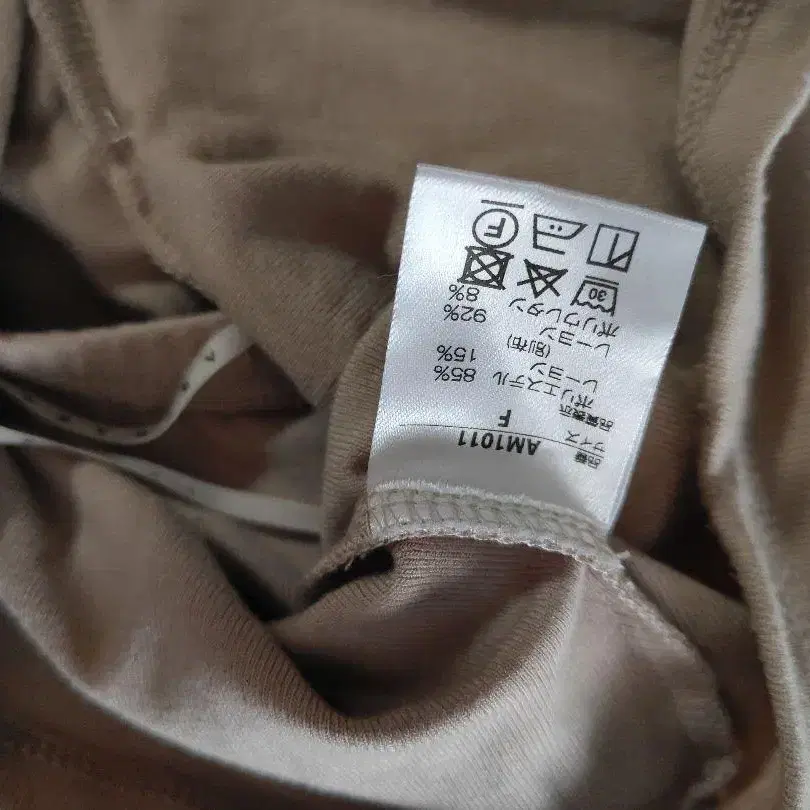 品番 AM1011
サイズ F
品質表示
ポリエステル 85%
レーヨン 15%
(別布)
レーヨン 92%
ポリウレタン 8%
30
F